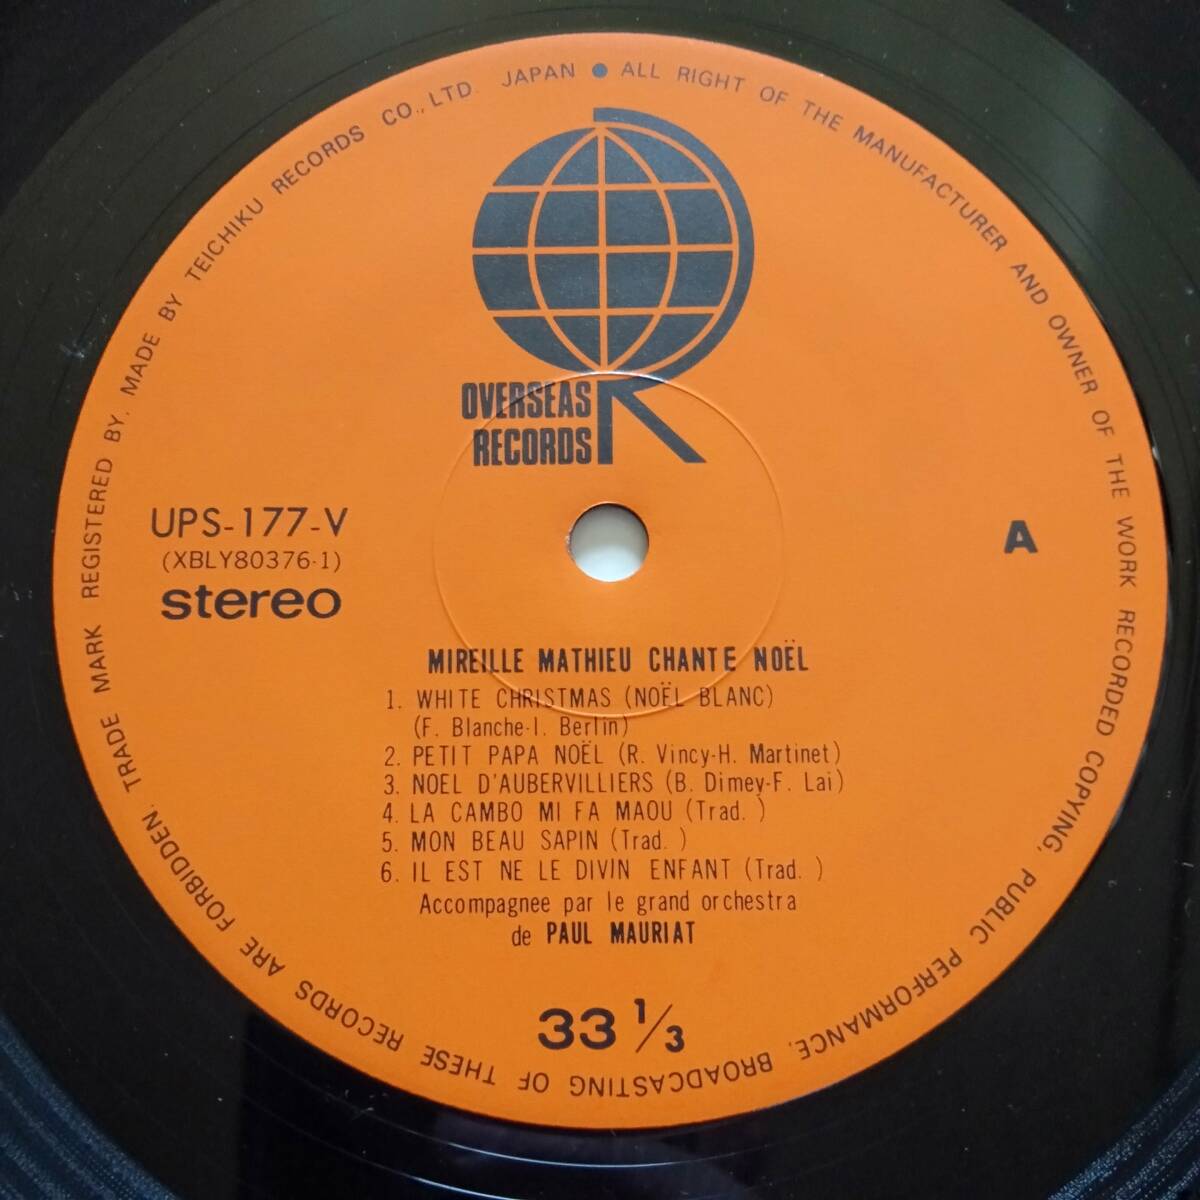 TRADE MARK REGISTERED BY. MADE BY TEICHIKU RECORDS CO., LTD. JAPAN ● ALL RIGHT OF THE MANUFACTURER AND OWNER OF THE WORK RECORDED COPYING, PUBLIC PERFORMANCE, BROADCASTING OF THESE RECORDS ARE FORBIDDEN.
OVERSEAS
RECORDS
R
UPS-177-V
(XBLY80376-1)
stereo
A
MIREILLE MATHIEU CHANTE NOËL
1. WHITE CHRISTMAS (NOËL BLANC)
(F. Blanche-I. Berlin)
2. PETIT PAPA NOËL (R. Vincy-H. Martinet)
3. NOEL D'AUBERVILLIERS (B. Dimey-F. Lai)
4. LA CAMBO MI FA MAOU (Trad. )
5. MON BEAU SAPIN (Trad. )
6. IL EST NE LE DIVIN ENFANT (Trad. )
Accompagnee par le grand orchestra
de PAUL MAURIAT
33 1/3